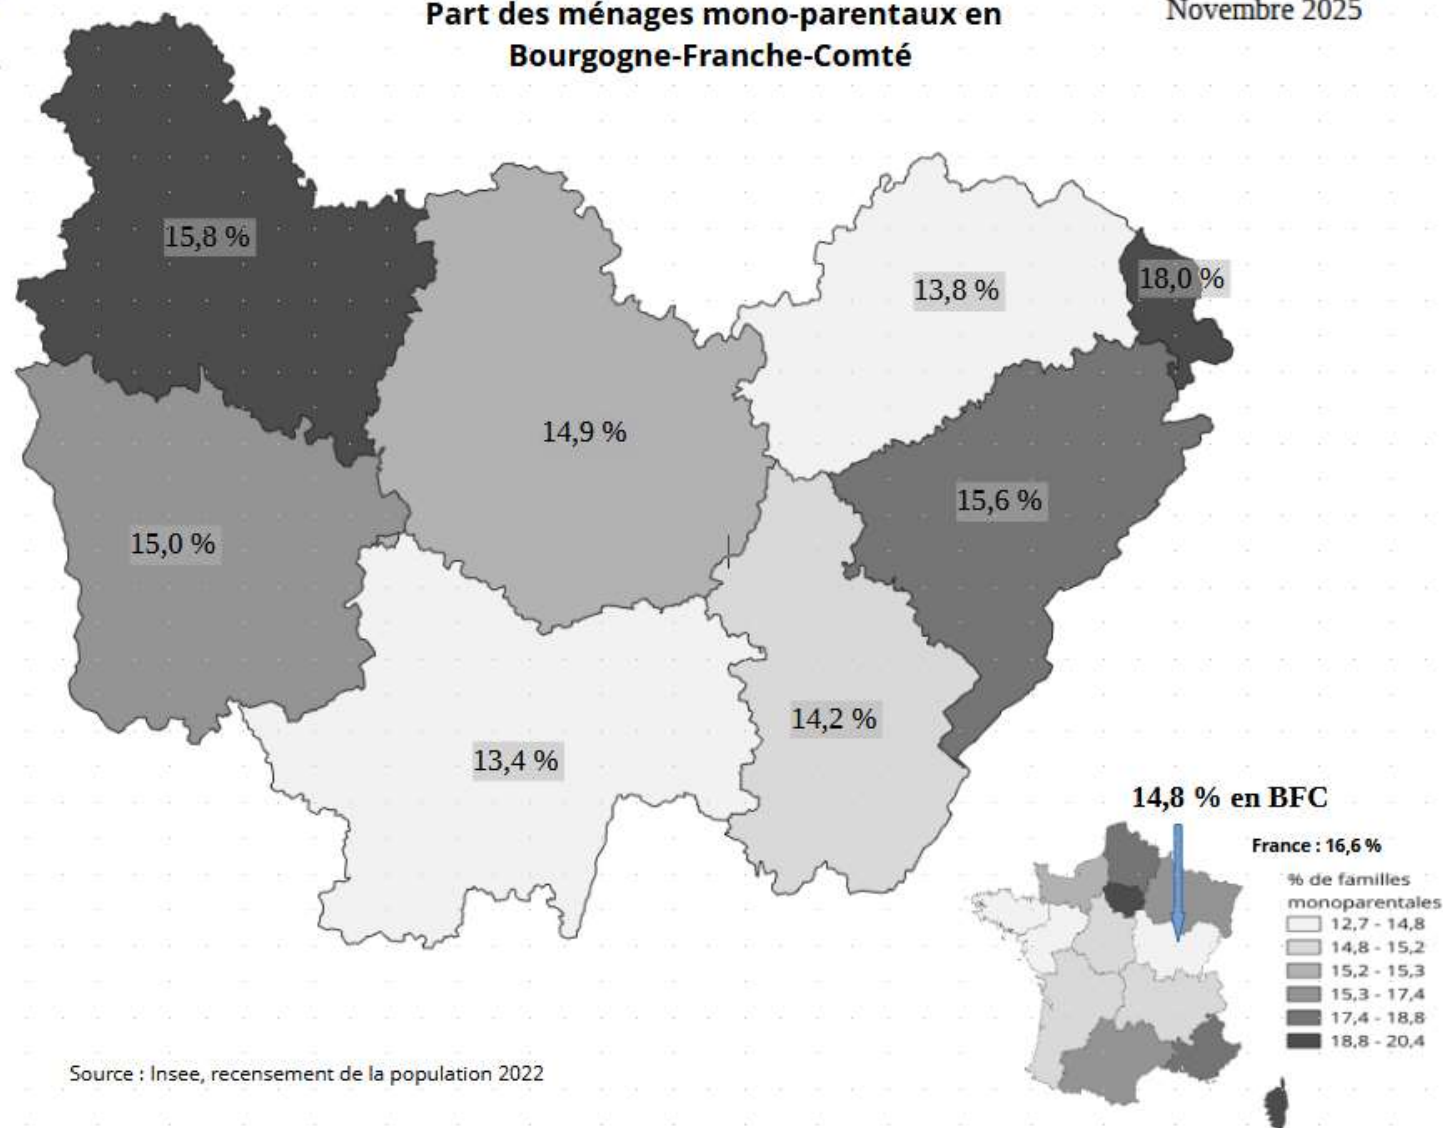 Part des ménages mono-parentaux en
Bourgogne-Franche-Comté
Novembre 2025
15,8 %
18,0 %
13,8 %
14,9 %
15,6 %
15,0 %
14,2 %
13,4 %
14,8 % en BFC
France : 16,6 %
% de familles
monoparentales
12,7 - 14,8
14,8 - 15,2
15,2 - 15,3
15,3 - 17,4
17,4 - 18,8
18,8 - 20,4
Source : Insee, recensement de la population 2022